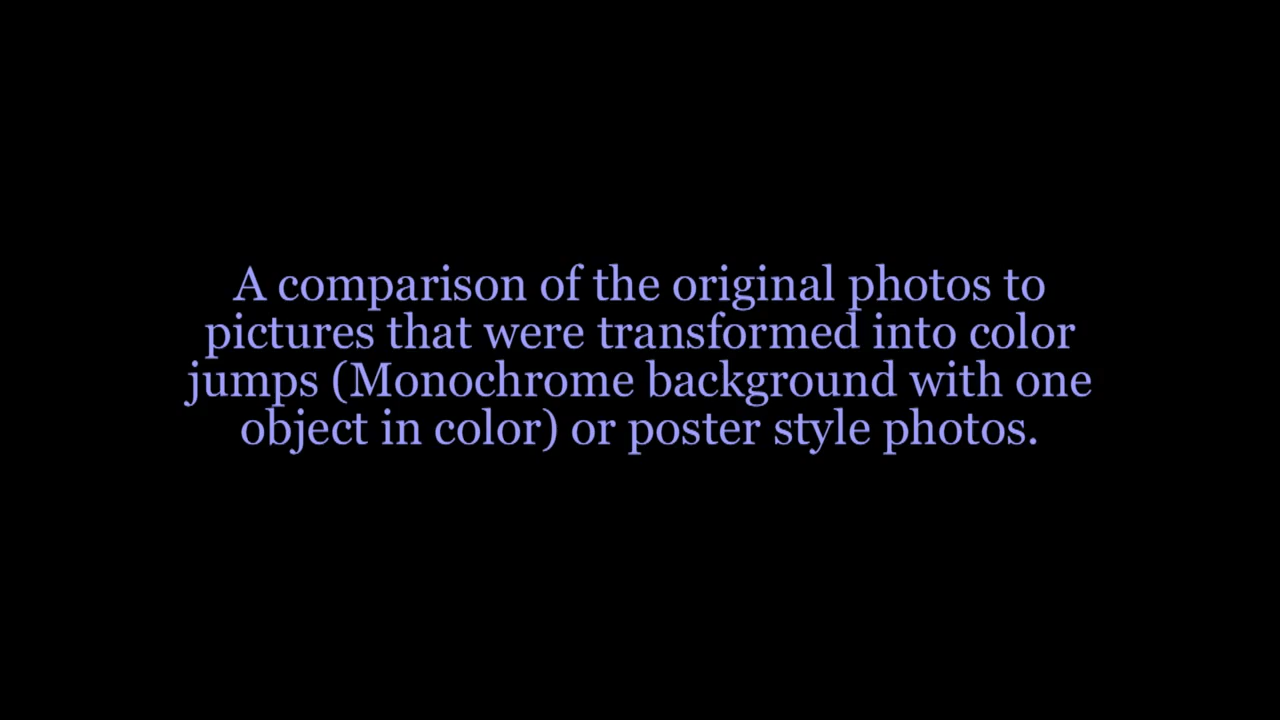 A comparison of the original photos to
pictures that were transformed into color
jumps (Monochrome background with one
object in color) or poster style photos.